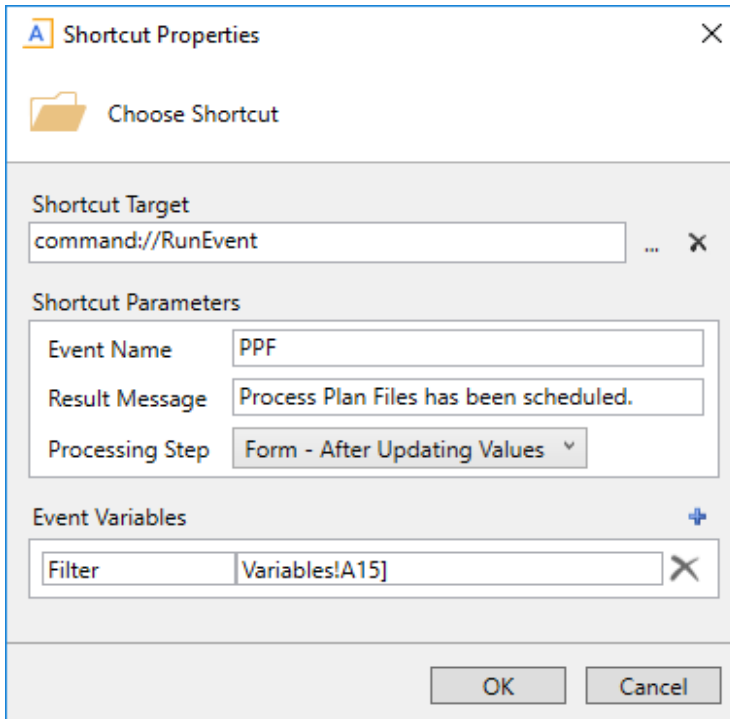 A Shortcut Properties
Choose Shortcut
Shortcut Target
command://RunEvent
...
Shortcut Parameters
Event Name PPF
Result Message Process Plan Files has been scheduled.
Processing Step Form - After Updating Values
Event Variables
Filter Variables!A15]
OK Cancel